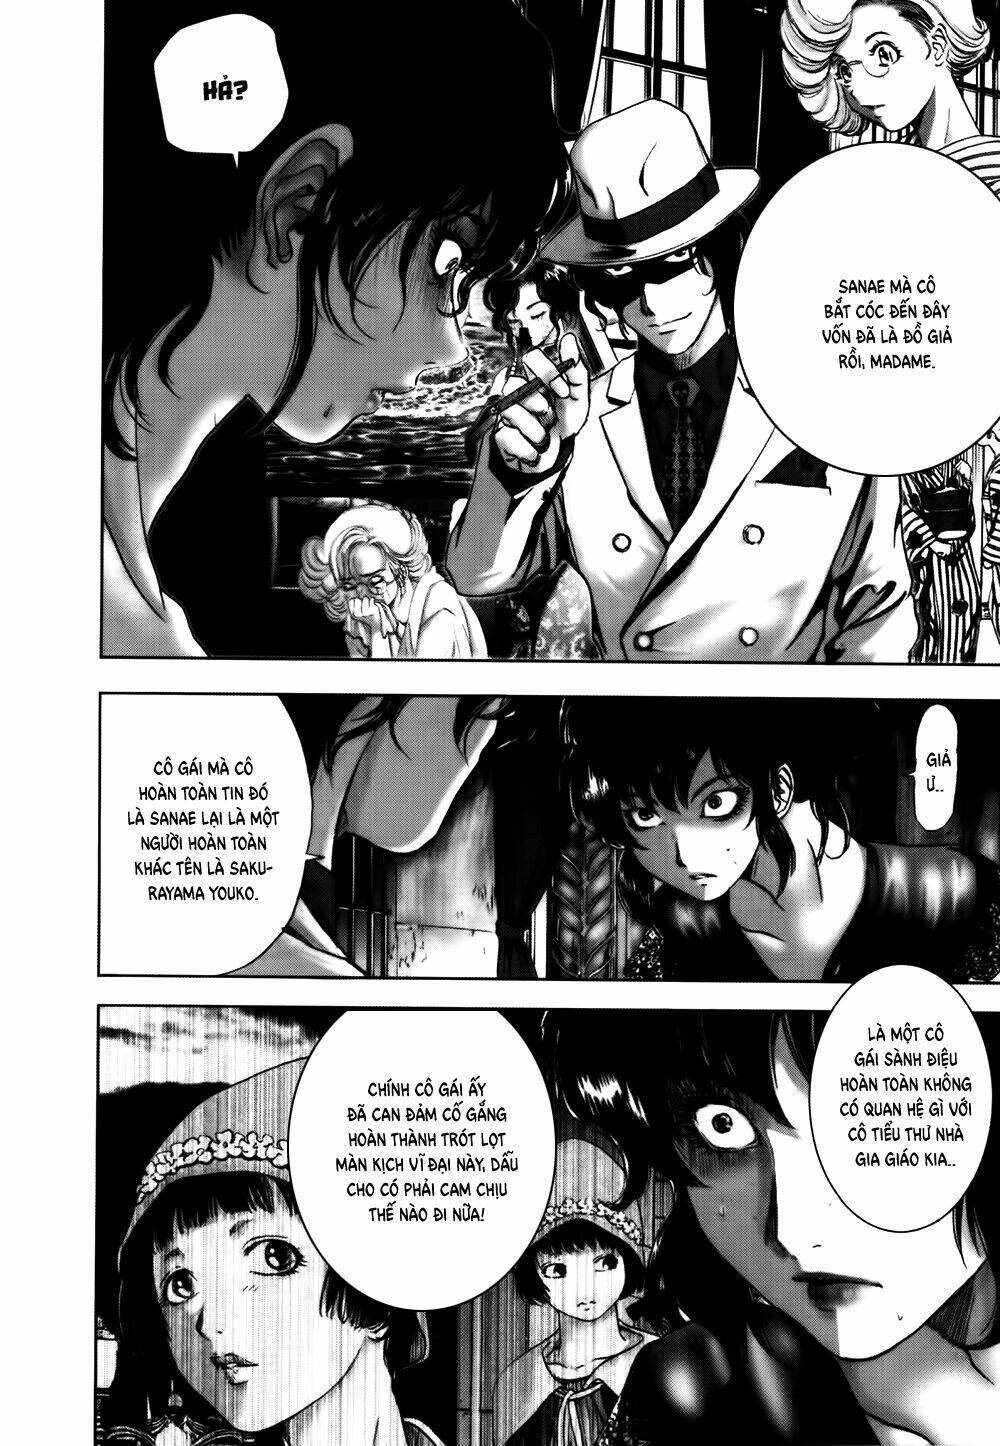 SANAE MÀ CÔ
BẮT CÓC ĐẾN ĐÂY
VỐN ĐÃ LÀ ĐỒ GIẢ
RỒI, MADAME.
HẢ?
GIẢ
Ư..
CÔ GÁI MÀ CÔ
HOÀN TOÀN TIN ĐÓ
LÀ SANAE LẠI LÀ MỘT
NGƯỜI HOÀN TOÀN
KHÁC TÊN LÀ SAKU-
RAYAMA YOUKO.
LÀ MỘT CÔ
GÁI SÀNH ĐIỆU
HOÀN TOÀN KHÔNG
CÓ QUAN HỆ GÌ VỚI
CÔ TIỂU THƯ NHÀ
GIA GIÁO KIA..
CHÍNH CÔ GÁI ẤY
ĐÃ CAN ĐẢM CỐ GẮNG
HOÀN THÀNH TRÓT LỌT
MÀN KỊCH VĨ ĐẠI NÀY, DẪU
CHO CÓ PHẢI CAM CHỊU
THẾ NÀO ĐI NỮA!